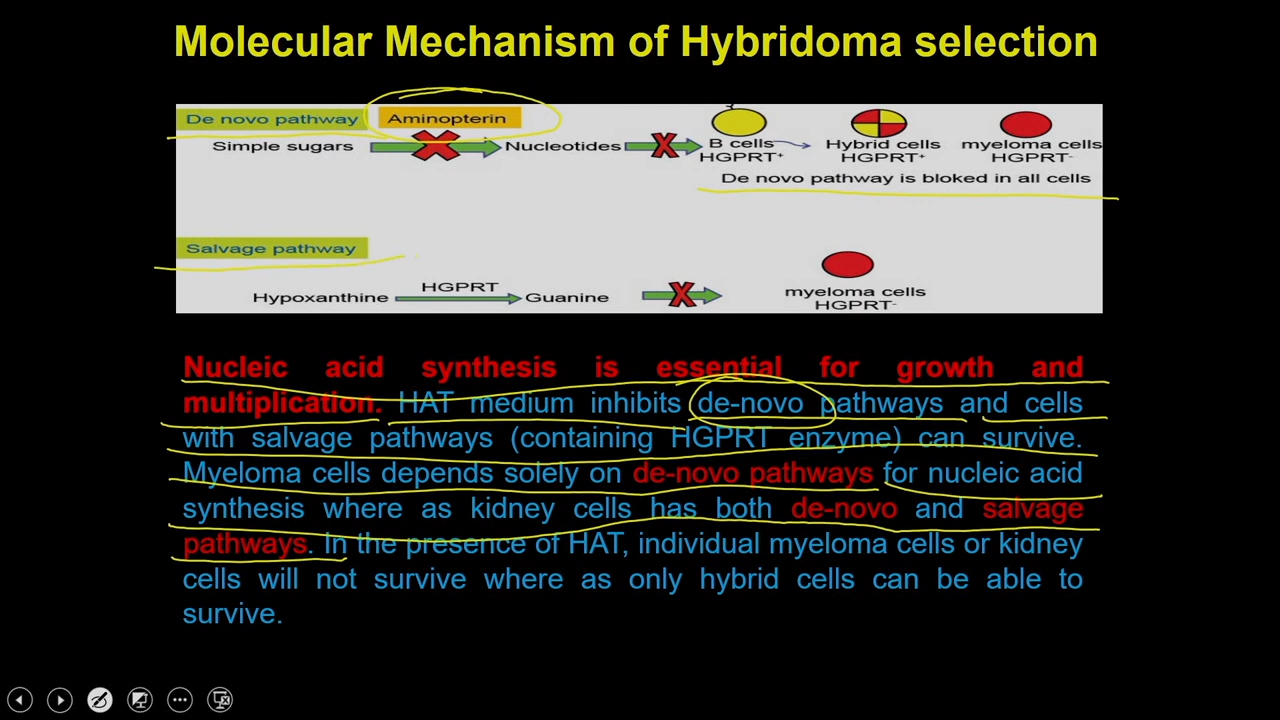 Molecular Mechanism of Hybridoma selection
De novo pathway
Aminopterin
Simple sugars
Nucleotides
B cells
HGPRT+
Hybrid cells
HGPRT+
myeloma cells
HGPRT-
De novo pathway is bloked in all cells
Salvage pathway
Hypoxanthine
HGPRT
Guanine
myeloma cells
HGPRT-
Nucleic acid synthesis is essential for growth and
multiplication. HAT medium inhibits de-novo pathways and cells
with salvage pathways (containing HGPRT enzyme) can survive.
Myeloma cells depends solely on de-novo pathways for nucleic acid
synthesis where as kidney cells has both de-novo and salvage
pathways. In the presence of HAT, individual myeloma cells or kidney
cells will not survive where as only hybrid cells can be able to
survive.